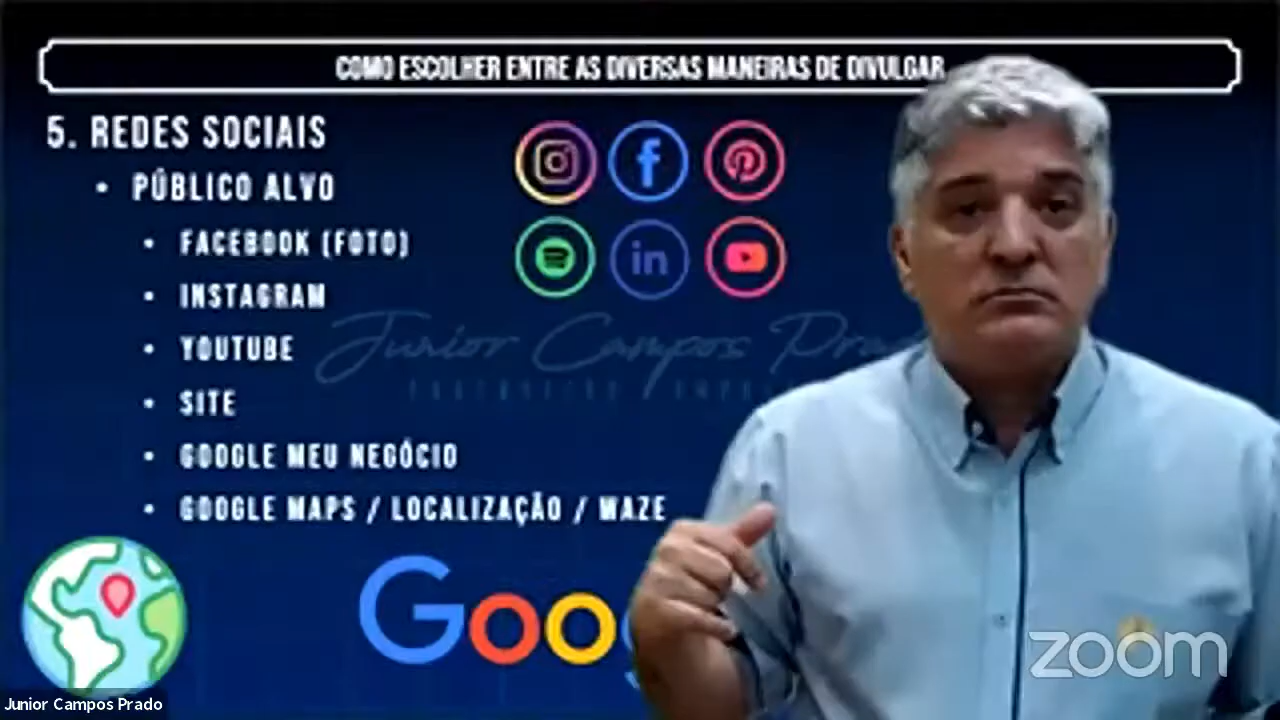 COMO ESCOLHER ENTRE AS DIVERSAS MANEIRAS DE DIVULGAR
5. REDES SOCIAIS
• PÚBLICO ALVO
• FACEBOOK (FOTO)
• INSTAGRAM
• YOUTUBE
• SITE
• GOOGLE MEU NEGÓCIO
• GOOGLE MAPS / LOCALIZAÇÃO / WAZE
Junior Campos Prado
Goog
zoom
Junior Campos Prado